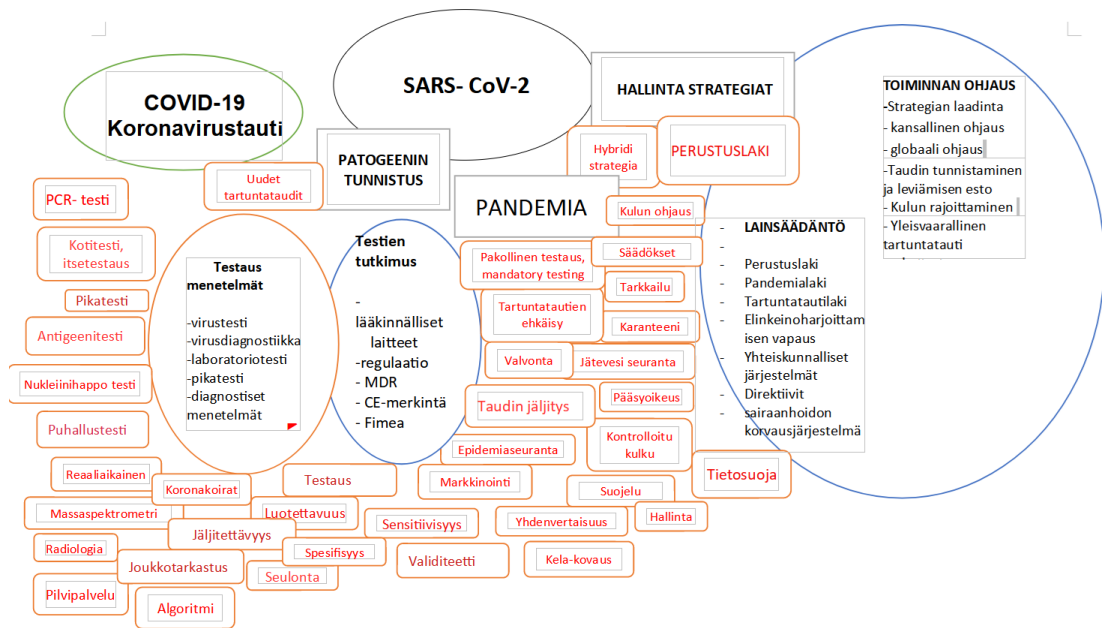 COVID-19
Koronavirustauti
SARS- CoV-2
HALLINTA STRATEGIAT
TOIMINNAN OHJAUS
-Strategian laadinta
- kansallinen ohjaus
- globaali ohjaus
-Taudin tunnistaminen
ja leviämisen esto
- Kulun rajoittaminen
- Yleisvaarallinen
tartuntatauti
PATOGEENIN
TUNNISTUS
Hybridi
strategia
PERUSTUSLAKI
Uudet
tartuntataudit
PANDEMIA
PCR- testi
Kotitesti,
itsetestaus
Pikatesti
Antigeenitesti
Nukleiinihappo testi
Puhallustesti
Reaaliaikainen
Massaspektrometri
Radiologia
Pilvipalvelu
Testaus
menetelmät
-virustesti
-virusdiagnostiikka
-laboratoriotesti
-pikatesti
-diagnostiset
menetelmät
Testien
tutkimus
-
lääkinnälliset
laitteet
-regulaatio
- MDR
- CE-merkintä
- Fimea
Kulun ohjaus
Pakollinen testaus,
mandatory testing
Säädökset
Tarkkailu
Tartuntatautien
ehkäisy
Karanteeni
Valvonta
Jätevesi seuranta
Taudin jäljitys
Pääsyoikeus
Epidemiaseuranta
Kontrolloitu
kulku
Markkinointi
Suojelu
Tietosuoja
Hallinta
Yhdenvertaisuus
Kela-kovaus
- LAINSÄÄDÄNTÖ
-
- Perustuslaki
- Pandemialaki
- Tartuntatautilaki
- Elinkeinoharjoittam
isen vapaus
- Yhteiskunnalliset
järjestelmät
- Direktiivit
- sairaanhoidon
korvausjärjestelmä
Koronakoirat
Testaus
Luotettavuus
Jäljitettävyys
Sensitiivisyys
Spesifisyys
Validiteetti
Joukkotarkastus
Seulonta
Algoritmi